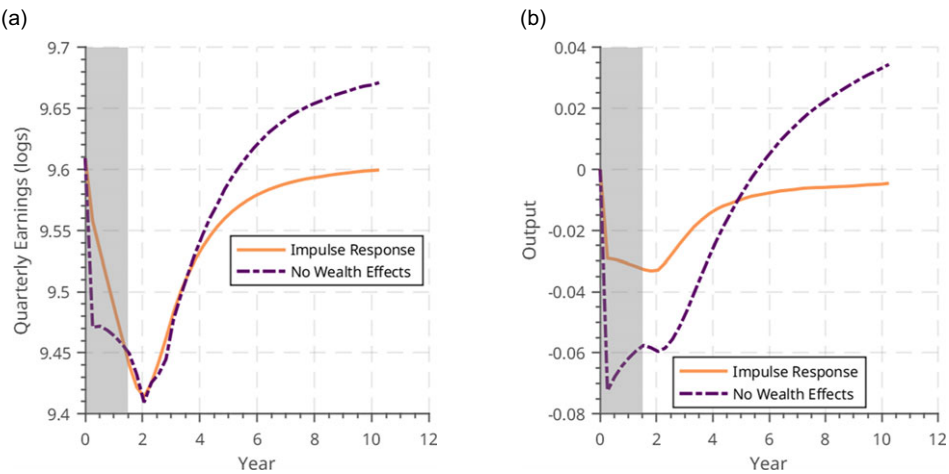 (a)
9.7
9.65
9.6
9.55
9.5
9.45
9.4
Quarterly Earnings (logs)
Impulse Response
No Wealth Effects
0 2 4 6 8 10 12
Year
(b)
0.04
0.02
0
-0.02
-0.04
-0.06
-0.08
Output
Impulse Response
No Wealth Effects
0 2 4 6 8 10 12
Year